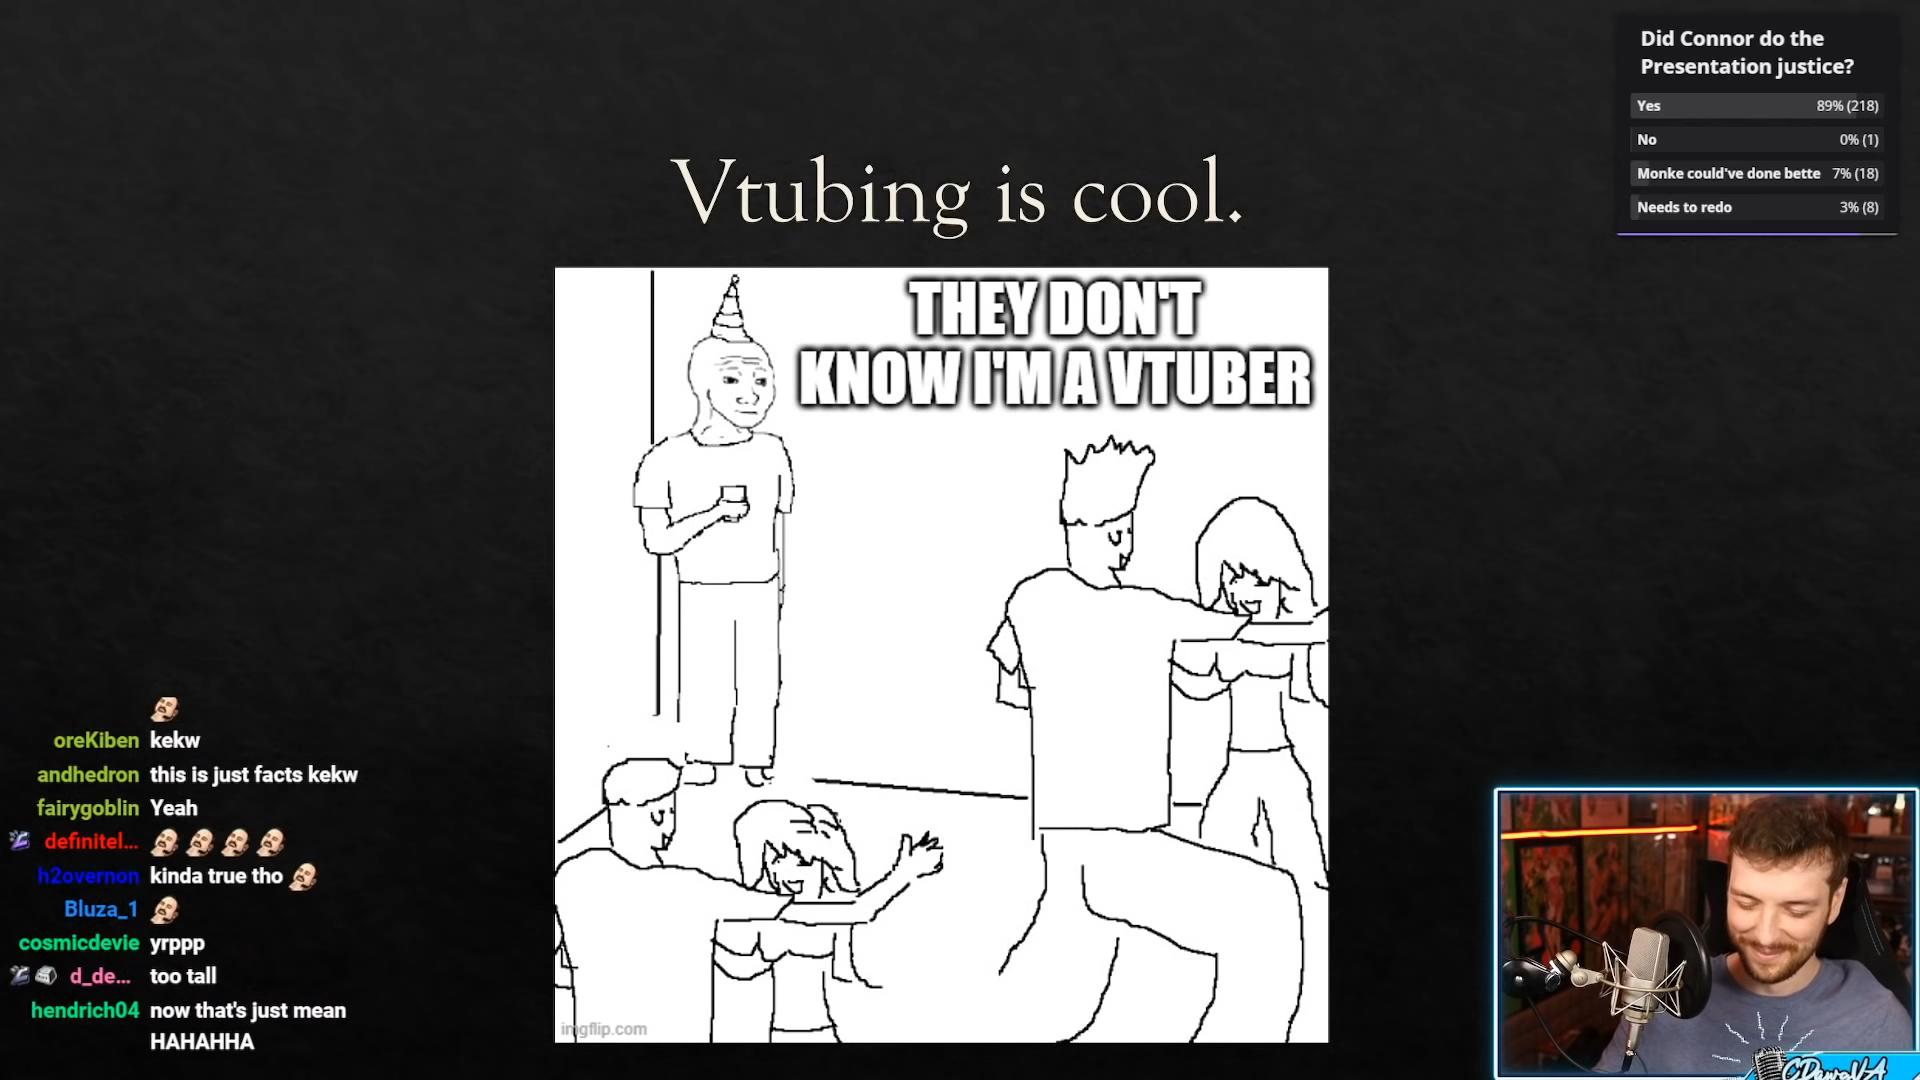 Did Connor do the
Presentation justice?
Yes 89% (218)
No 0% (1)
Monke could've done bette 7% (18)
Needs to redo 3% (8)
Vtubing is cool.
THEY DON'T
KNOW I'M A VTUBER
imgflip.com
oreKiben kekw
andhedron this is just facts kekw
fairygoblin Yeah
definitel...
h2overnon kinda true tho
Bluza_1
cosmicdevie yrppp
d_de... too tall
hendrich04 now that's just mean
HAHAHHA
CDawgVA